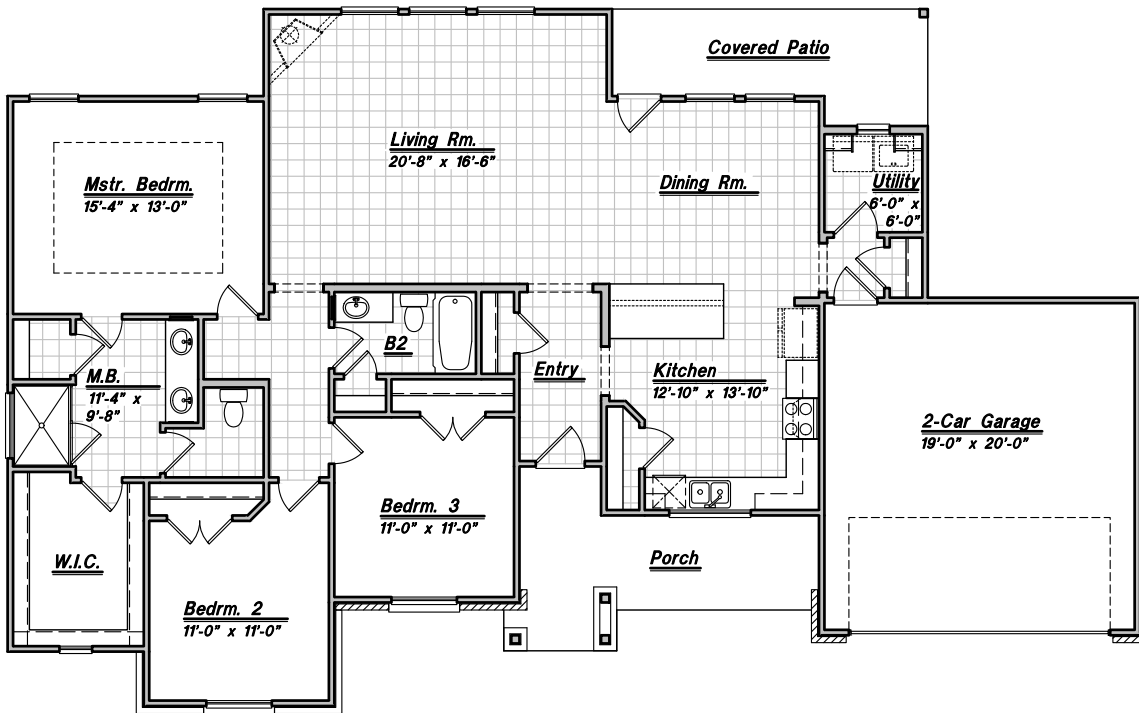 Covered Patio
Living Rm.
20'-8" x 16'-6"
Mstr. Bedrm.
15'-4" x 13'-0"
Dining Rm.
Utility
6'-0" x
6'-0"
B2
M.B.
11'-4" x
9'-8"
Entry
Kitchen
12'-10" x 13'-10"
2-Car Garage
19'-0" x 20'-0"
Bedrm. 3
11'-0" x 11'-0"
W.I.C.
Porch
Bedrm. 2
11'-0" x 11'-0"